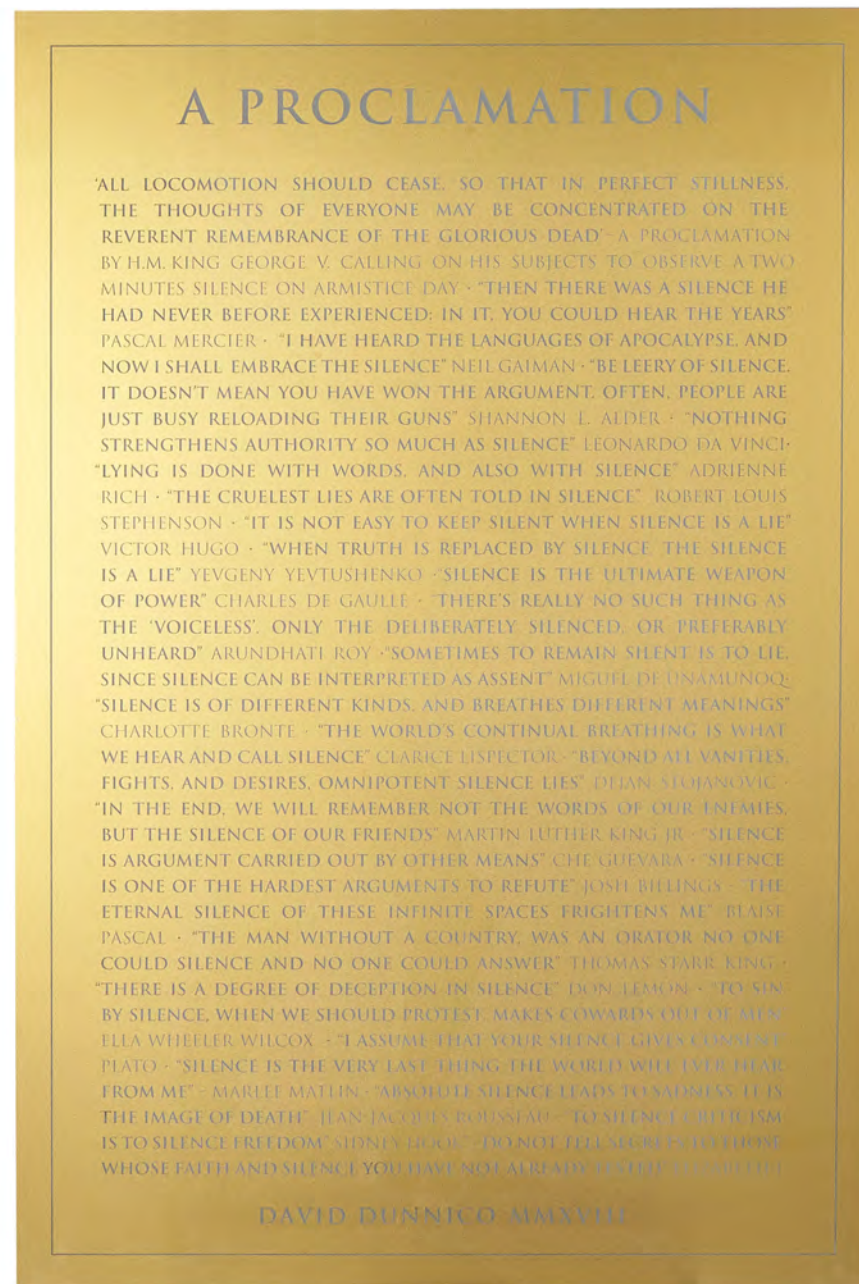 A PROCLAMATION
'ALL LOCOMOTION SHOULD CEASE, SO THAT IN PERFECT STILLNESS,
THE THOUGHTS OF EVERYONE MAY BE CONCENTRATED ON THE
REVERENT REMEMBRANCE OF THE GLORIOUS DEAD' - A PROCLAMATION
BY H.M. KING GEORGE V. CALLING ON HIS SUBJECTS TO OBSERVE A TWO
MINUTES SILENCE ON ARMISTICE DAY · "THEN THERE WAS A SILENCE HE
HAD NEVER BEFORE EXPERIENCED: IN IT, YOU COULD HEAR THE YEARS"
PASCAL MERCIER · "I HAVE HEARD THE LANGUAGES OF APOCALYPSE, AND
NOW I SHALL EMBRACE THE SILENCE" NEIL GAIMAN · "BE LEERY OF SILENCE.
IT DOESN'T MEAN YOU HAVE WON THE ARGUMENT. OFTEN, PEOPLE ARE
JUST BUSY RELOADING THEIR GUNS" SHANNON L. ALDER · "NOTHING
STRENGTHENS AUTHORITY SO MUCH AS SILENCE" LEONARDO DA VINCI·
"LYING IS DONE WITH WORDS, AND ALSO WITH SILENCE" ADRIENNE
RICH · "THE CRUELEST LIES ARE OFTEN TOLD IN SILENCE" ROBERT LOUIS
STEPHENSON · "IT IS NOT EASY TO KEEP SILENT WHEN SILENCE IS A LIE"
VICTOR HUGO · "WHEN TRUTH IS REPLACED BY SILENCE, THE SILENCE
IS A LIE" YEVGENY YEVTUSHENKO ·"SILENCE IS THE ULTIMATE WEAPON
OF POWER" CHARLES DE GAULLE · "THERE'S REALLY NO SUCH THING AS
THE 'VOICELESS'. ONLY THE DELIBERATELY SILENCED, OR PREFERABLY
UNHEARD" ARUNDHATI ROY ·"SOMETIMES TO REMAIN SILENT IS TO LIE,
SINCE SILENCE CAN BE INTERPRETED AS ASSENT" MIGUEL DE UNAMUNOQ·
"SILENCE IS OF DIFFERENT KINDS, AND BREATHES DIFFERENT MEANINGS"
CHARLOTTE BRONTE · "THE WORLD'S CONTINUAL BREATHING IS WHAT
WE HEAR AND CALL SILENCE" CLARICE LISPECTOR· "BEYOND ALL VANITIES,
FIGHTS, AND DESIRES, OMNIPOTENT SILENCE LIES" DEJAN STOJANOVIC ·
"IN THE END, WE WILL REMEMBER NOT THE WORDS OF OUR ENEMIES,
BUT THE SILENCE OF OUR FRIENDS" MARTIN LUTHER KING JR · "SILENCE
IS ARGUMENT CARRIED OUT BY OTHER MEANS" CHE GUEVARA · "SILENCE
IS ONE OF THE HARDEST ARGUMENTS TO REFUTE" JOSH BILLINGS · "THE
ETERNAL SILENCE OF THESE INFINITE SPACES FRIGHTENS ME" BLAISE
PASCAL · "THE MAN WITHOUT A COUNTRY, WAS AN ORATOR NO ONE
COULD SILENCE AND NO ONE COULD ANSWER" THOMAS STARR KING ·
"THERE IS A DEGREE OF DECEPTION IN SILENCE" DON LEMON · "TO SIN
BY SILENCE, WHEN WE SHOULD PROTEST, MAKES COWARDS OUT OF MEN"
ELLA WHEELER WILCOX · "I ASSUME THAT YOUR SILENCE GIVES CONSENT"
PLATO · "SILENCE IS THE VERY LAST THING THE WORLD WILL EVER HEAR
FROM ME" · MARLEE MATLIN · "ABSOLUTE SILENCE LEADS TO SADNESS. IT IS
THE IMAGE OF DEATH" JEAN-JACQUES ROUSSEAU · "TO SILENCE CRITICISM
IS TO SILENCE FREEDOM" SIDNEY HOOK · "DO NOT TELL SECRETS TO THOSE
WHOSE FAITH AND SILENCE YOU HAVE NOT ALREADY TESTED"
DAVID DUNNICO MMXVIII